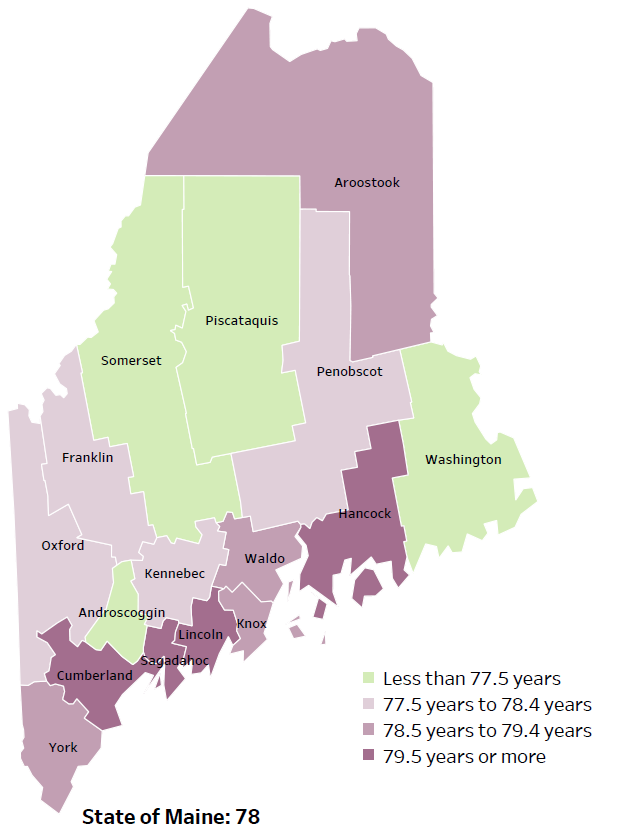 Aroostook
Piscataquis
Somerset
Penobscot
Franklin
Washington
Hancock
Oxford
Waldo
Kennebec
Androscoggin
Knox
Lincoln
Sagadahoc
Cumberland
York
Less than 77.5 years
77.5 years to 78.4 years
78.5 years to 79.4 years
79.5 years or more
State of Maine: 78